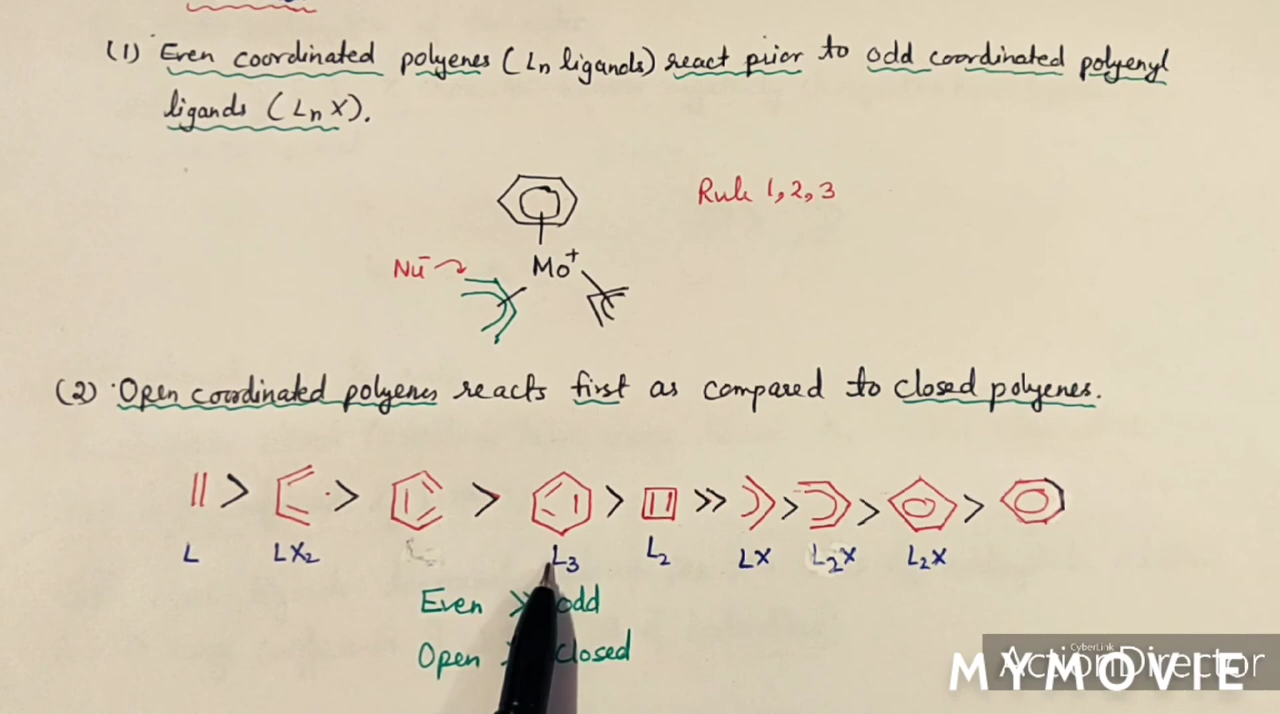 (1) Even coordinated polyenes (Ln ligands) react prior to odd coordinated polyenyl
ligands (LnX).
Rule 1,2,3
Nu⁻
Mo⁺
(2) Open coordinated polyenes reacts first as compared to closed polyenes.
> > > > >> > > >
L LX₂ L₃ L₂ LX L₂X L₂X
Even >> odd
Open closed
CyberLink
ActionDirector
MYMOVIE